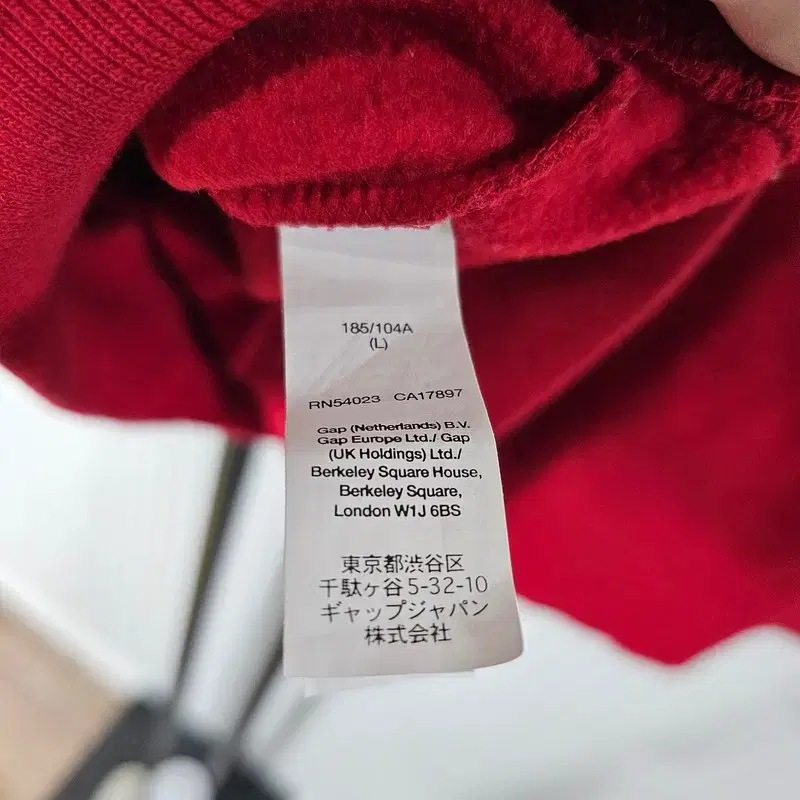 185/104A
(L)
RN54023 CA17897
Gap (Netherlands) B.V.
Gap Europe Ltd./ Gap
(UK Holdings) Ltd./
Berkeley Square House,
Berkeley Square,
London W1J 6BS
東京都渋谷区
千駄ヶ谷5-32-10
ギャップジャパン
株式会社